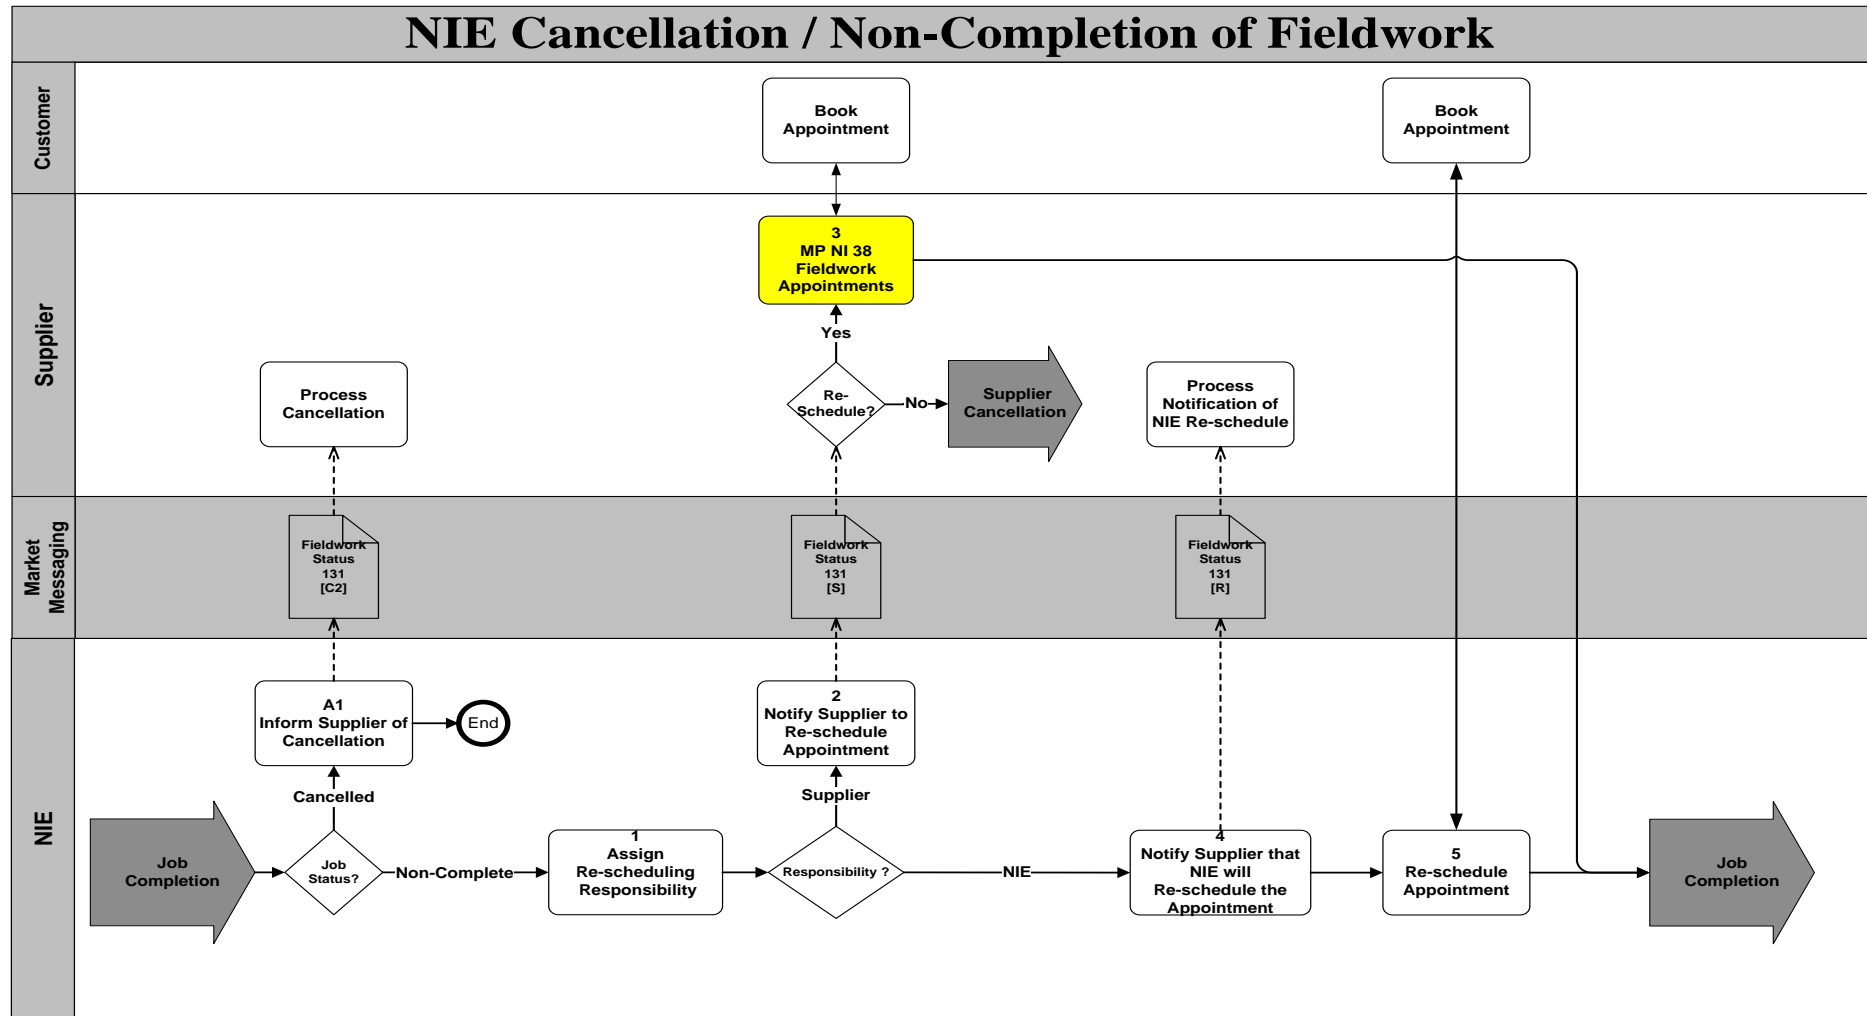 NIE Cancellation / Non-Completion of Fieldwork
Customer
Book
Appointment
Book
Appointment
Supplier
3
MP NI 38
Fieldwork
Appointments
Yes
Re-
Schedule?
No
Supplier
Cancellation
Process
Cancellation
Process
Notification of
NIE Re-schedule
Market
Messaging
Fieldwork
Status
131
[C2]
Fieldwork
Status
131
[S]
Fieldwork
Status
131
[R]
NIE
A1
Inform Supplier of
Cancellation
End
2
Notify Supplier to
Re-schedule
Appointment
Cancelled
Supplier
Job
Completion
Job
Status?
Non-Complete
1
Assign
Re-scheduling
Responsibility
Responsibility ?
NIE
4
Notify Supplier that
NIE will
Re-schedule the
Appointment
5
Re-schedule
Appointment
Job
Completion